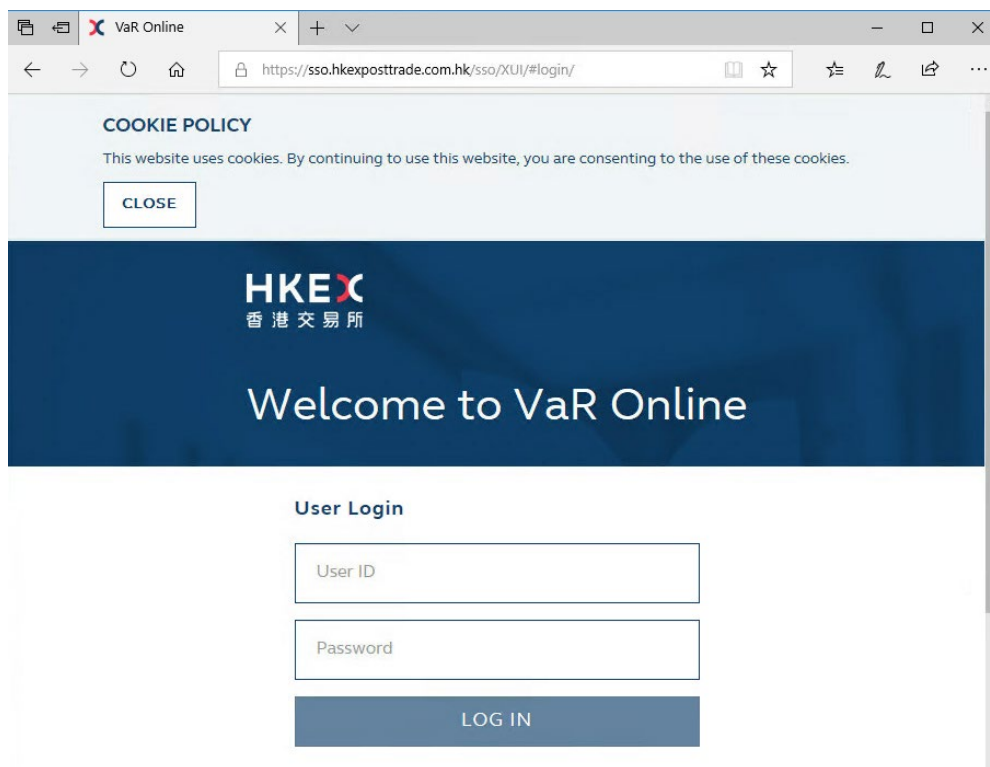 VaR Online
https://sso.hkexposttrade.com.hk/sso/XUI/#login/
COOKIE POLICY
This website uses cookies. By continuing to use this website, you are consenting to the use of these cookies.
CLOSE
HKEX
香港交易所
Welcome to VaR Online
User Login
User ID
Password
LOG IN